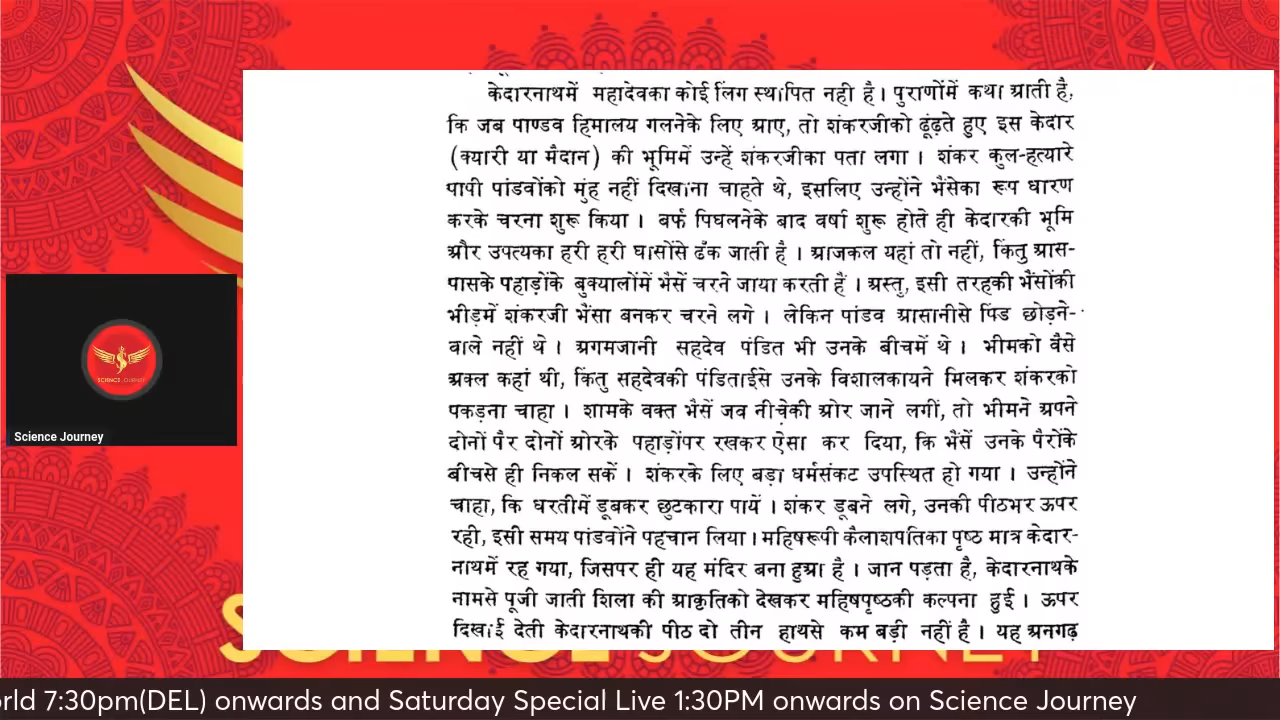 केदारनाथमें महादेवका कोई लिंग स्थापित नही है। पुराणोंमें कथा आती है,
कि जब पाण्डव हिमालय गलनेके लिए आए, तो शंकरजीको ढूंढ़ते हुए इस केदार
(क्यारी या मैदान) की भूमिमें उन्हें शंकरजीका पता लगा। शंकर कुल-हत्यारे
पापी पांडवोंको मुंह नहीं दिखाना चाहते थे, इसलिए उन्होंने भैंसेका रूप धारण
करके चरना शुरू किया। बर्फ पिघलनेके बाद वर्षा शुरू होते ही केदारकी भूमि
और उपत्यका हरी हरी घासोंसे ढँक जाती है। आजकल यहां तो नहीं, किंतु आस-
पासके पहाड़ोंके बुक्यालोंमें भैंसें चरने जाया करती हैं। अस्तु, इसी तरहकी भैंसोंकी
भीड़में शंकरजी भैंसा बनकर चरने लगे। लेकिन पांडव आसानीसे पिंड छोड़ने-
वाले नहीं थे। अगमजानी सहदेव पंडित भी उनके बीचमें थे। भीमको वैसे
अक्ल कहां थी, किंतु सहदेवकी पंडिताईसे उनके विशालकायने मिलकर शंकरको
पकड़ना चाहा। शामके वक्त भैंसें जब नीचेकी ओर जाने लगीं, तो भीमने अपने
दोनों पैर दोनों ओरके पहाड़ोंपर रखकर ऐसा कर दिया, कि भैंसें उनके पैरोंके
बीचसे ही निकल सकें। शंकरके लिए बड़ा धर्मसंकट उपस्थित हो गया। उन्होंने
चाहा, कि धरतीमें डूबकर छुटकारा पायें। शंकर डूबने लगे, उनकी पीठभर ऊपर
रही, इसी समय पांडवोंने पहचान लिया। महिषरूपी कैलाशपतिका पृष्ठ मात्र केदार-
नाथमें रह गया, जिसपर ही यह मंदिर बना हुआ है। जान पड़ता है, केदारनाथके
नामसे पूजी जाती शिला की आकृतिको देखकर महिषपृष्ठकी कल्पना हुई। ऊपर
दिखाई देती केदारनाथकी पीठ दो तीन हाथसे कम बड़ी नहीं है। यह अनगढ़
SCIENCE JOURNEY
Science Journey
SCIENCE JOURNEY
rld 7:30pm(DEL) onwards and Saturday Special Live 1:30PM onwards on Science Journey